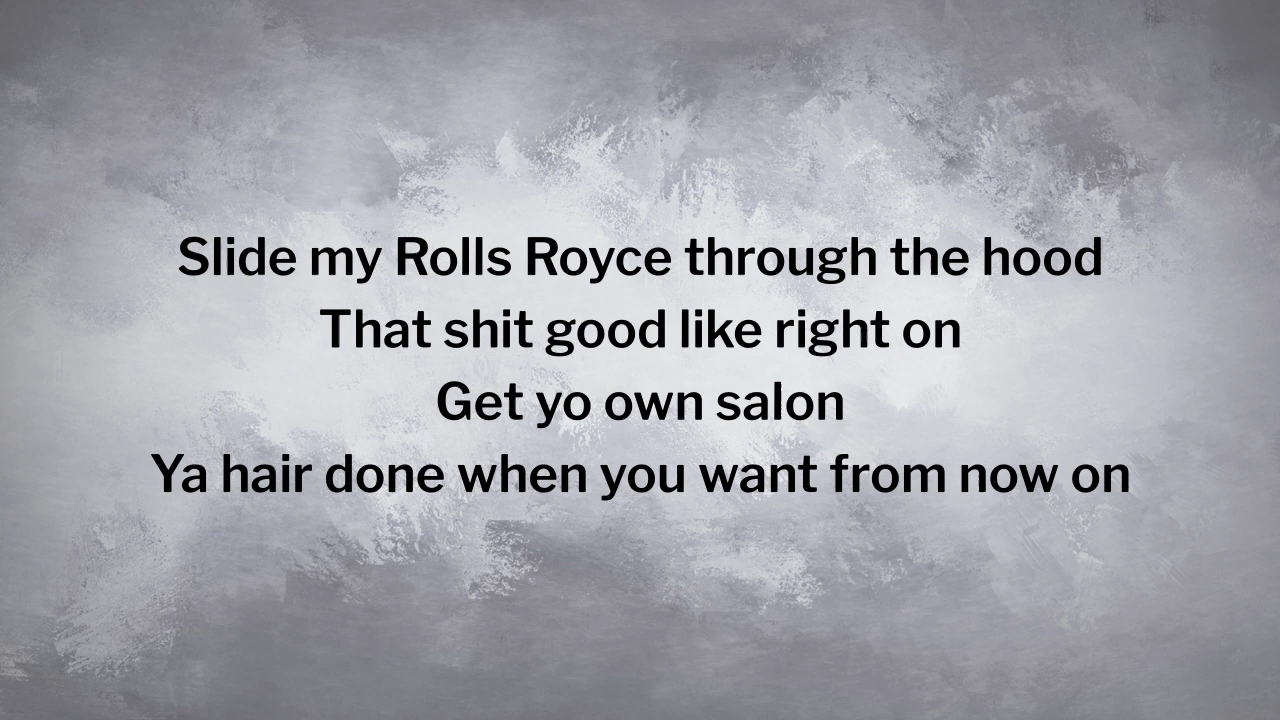 Slide my Rolls Royce through the hood
That shit good like right on
Get yo own salon
Ya hair done when you want from now on